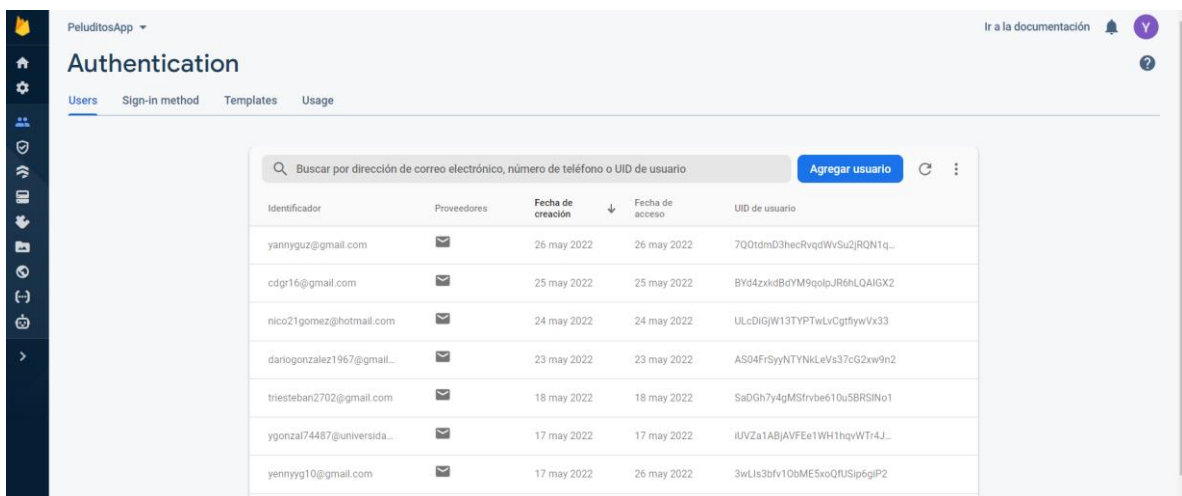 PeluditosApp
Ir a la documentación
Y
Authentication
Users Sign-in method Templates Usage
Buscar por dirección de correo electrónico, número de teléfono o UID de usuario
Agregar usuario
Identificador Proveedores Fecha de creación Fecha de acceso UID de usuario
yannyguz@gmail.com 26 may 2022 26 may 2022 7QOtdmD3hecRvqdWvSu2jRQN1q...
cdgr16@gmail.com 25 may 2022 25 may 2022 BYd4zxkdBdYM9qolpJR6hLQAIGX2
nico21gomez@hotmail.com 24 may 2022 24 may 2022 ULcDiGjW13TYPTwLvCgtfiywVx33
dariogonzalez1967@gmail... 23 may 2022 23 may 2022 AS04FrSyyNTYNkLeVs37cG2xw9n2
triesteban2702@gmail.com 18 may 2022 18 may 2022 SaDGh7y4gMSfrvbe610u5BRSlNo1
ygonzal74487@universida... 17 may 2022 17 may 2022 iUVZa1ABjAVFEe1WH1hqvWTr4J...
yennyyg10@gmail.com 17 may 2022 26 may 2022 3wLIs3bfv1ObME5xoQfUSip6giP2